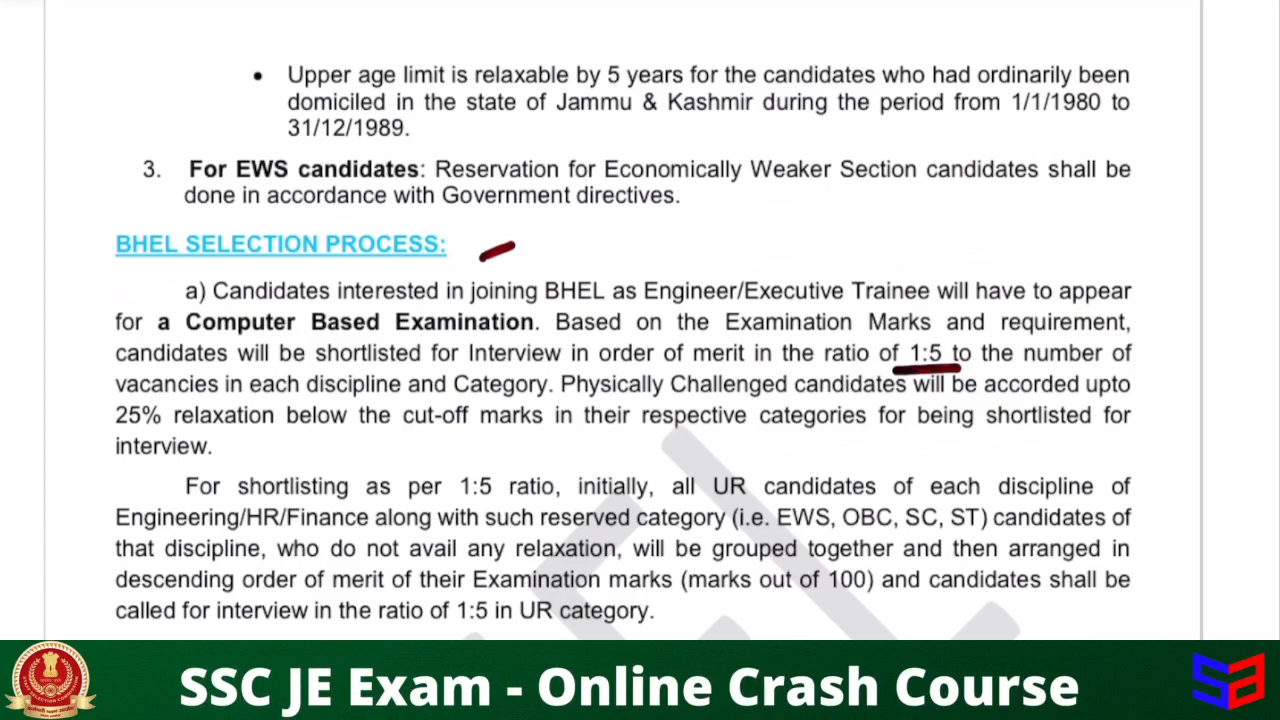 • Upper age limit is relaxable by 5 years for the candidates who had ordinarily been
domiciled in the state of Jammu & Kashmir during the period from 1/1/1980 to
31/12/1989.
3. For EWS candidates: Reservation for Economically Weaker Section candidates shall be
done in accordance with Government directives.
BHEL SELECTION PROCESS:
a) Candidates interested in joining BHEL as Engineer/Executive Trainee will have to appear
for a Computer Based Examination. Based on the Examination Marks and requirement,
candidates will be shortlisted for Interview in order of merit in the ratio of 1:5 to the number of
vacancies in each discipline and Category. Physically Challenged candidates will be accorded upto
25% relaxation below the cut-off marks in their respective categories for being shortlisted for
interview.
For shortlisting as per 1:5 ratio, initially, all UR candidates of each discipline of
Engineering/HR/Finance along with such reserved category (i.e. EWS, OBC, SC, ST) candidates of
that discipline, who do not avail any relaxation, will be grouped together and then arranged in
descending order of merit of their Examination marks (marks out of 100) and candidates shall be
called for interview in the ratio of 1:5 in UR category.
SSC JE Exam - Online Crash Course